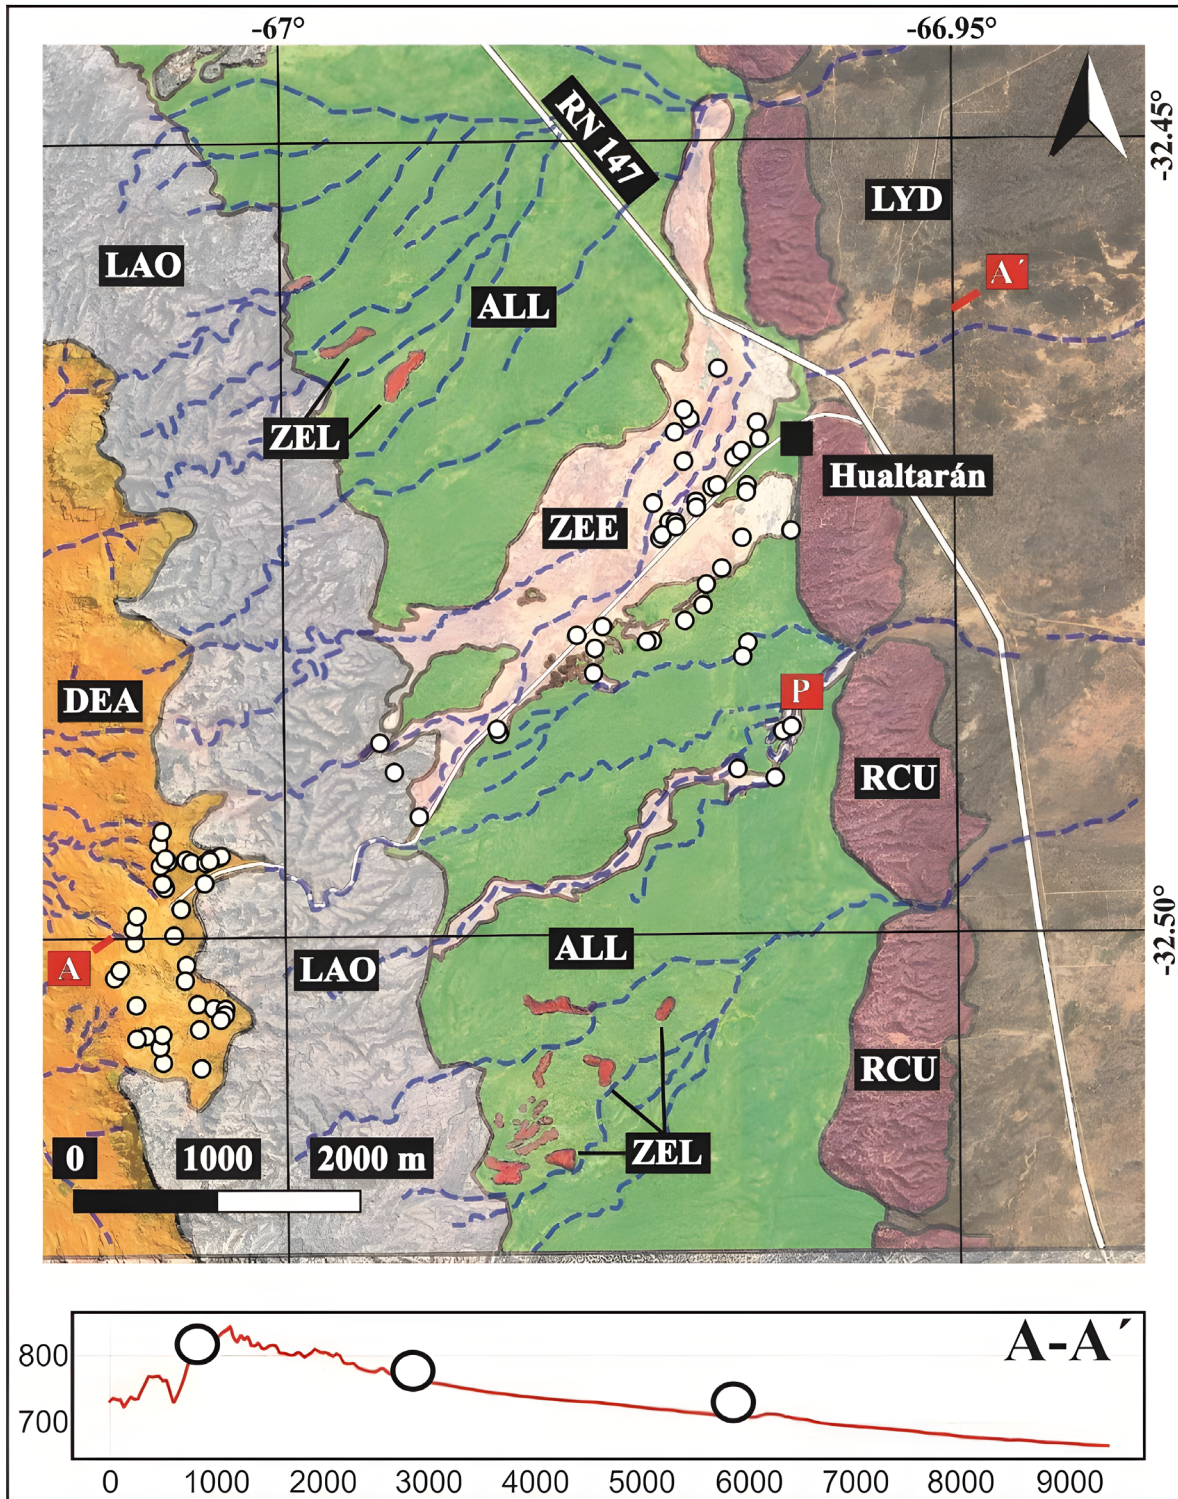 -67° -66.95°
RN 147
-32.45°
LYD
LAO
A´
ALL
ZEL
Hualtarán
ZEE
DEA
P
RCU
-32.50°
A
LAO
ALL
RCU
ZEL
0 1000 2000 m
A-A´
800
700
0 1000 2000 3000 4000 5000 6000 7000 8000 9000